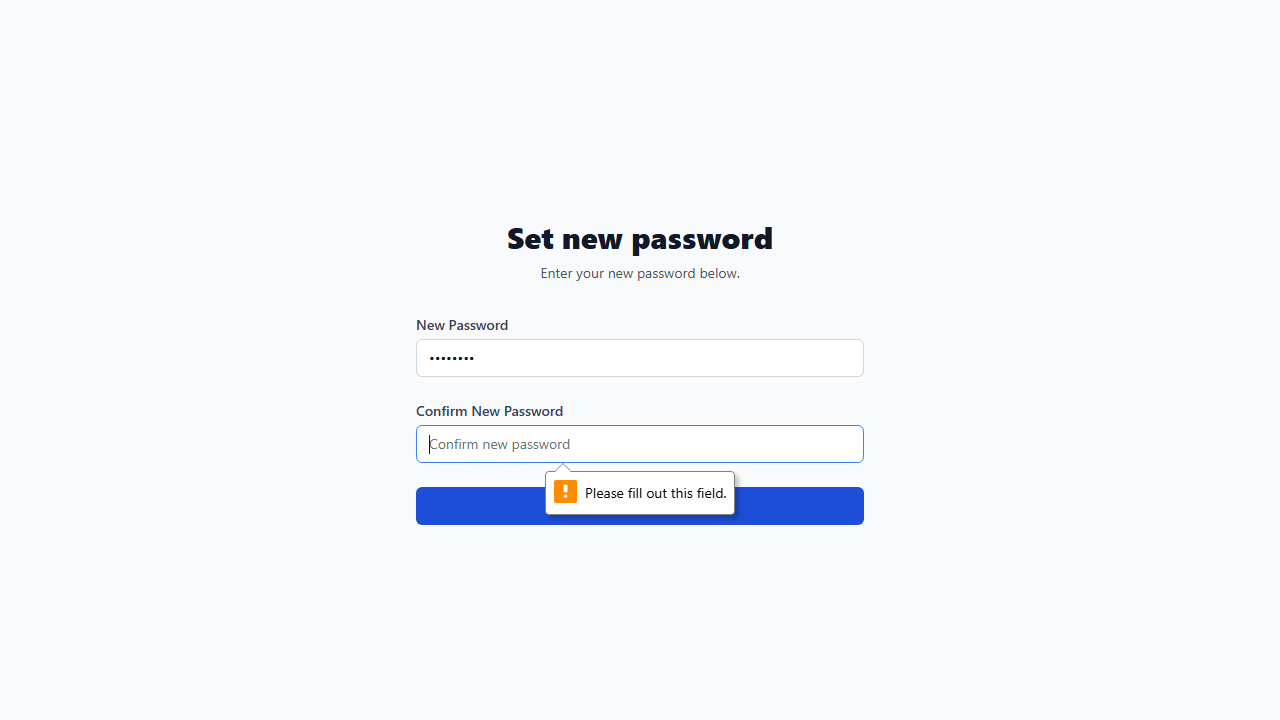 Set new password
Enter your new password below.
New Password
••••••••
Confirm New Password
Confirm new password
Please fill out this field.